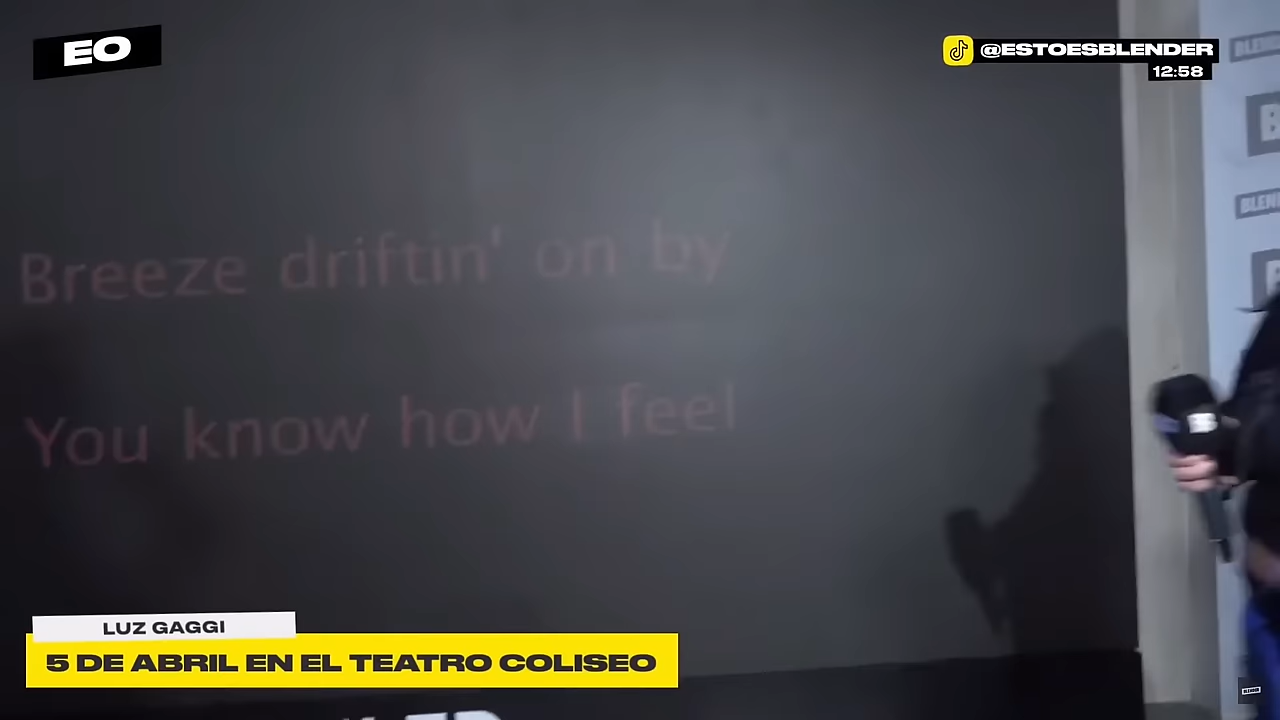 EO
@ESTOESBLENDER
12:58
Breeze driftin' on by
You know how I feel
LUZ GAGGI
5 DE ABRIL EN EL TEATRO COLISEO